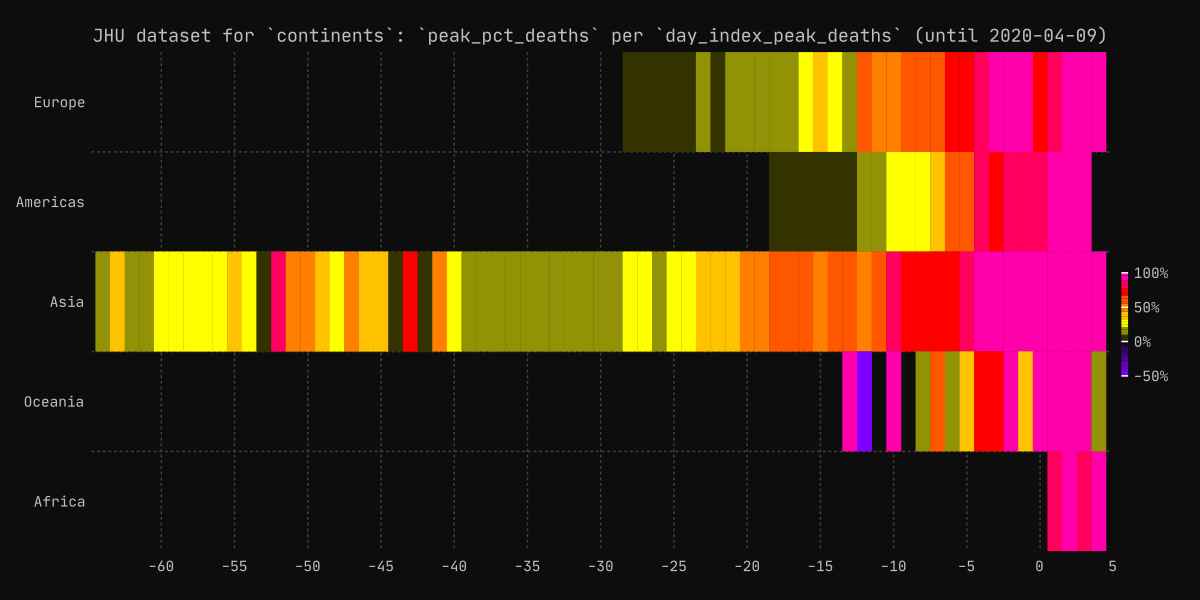 JHU dataset for `continents`: `peak_pct_deaths` per `day_index_peak_deaths` (until 2020-04-09)
Europe
Americas
Asia
Oceania
Africa
100%
50%
0%
-50%
-60 -55 -50 -45 -40 -35 -30 -25 -20 -15 -10 -5 0 5